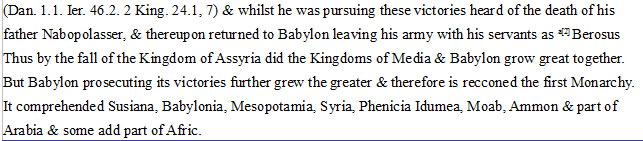 (Dan. 1.1. Ier. 46.2. 2 King. 24.1, 7) & whilst he was pursuing these victories heard of the death of his
father Nabopolasser, & thereupon returned to Babylon leaving his army with his servants as Berosus
Thus by the fall of the Kingdom of Assyria did the Kingdoms of Media & Babylon grow great together.
But Babylon prosecuting its victories further grew the greater & therefore is recconed the first Monarchy.
It comprehended Susiana, Babylonia, Mesopotamia, Syria, Phenicia Idumea, Moab, Ammon & part of
Arabia & some add part of Afric.